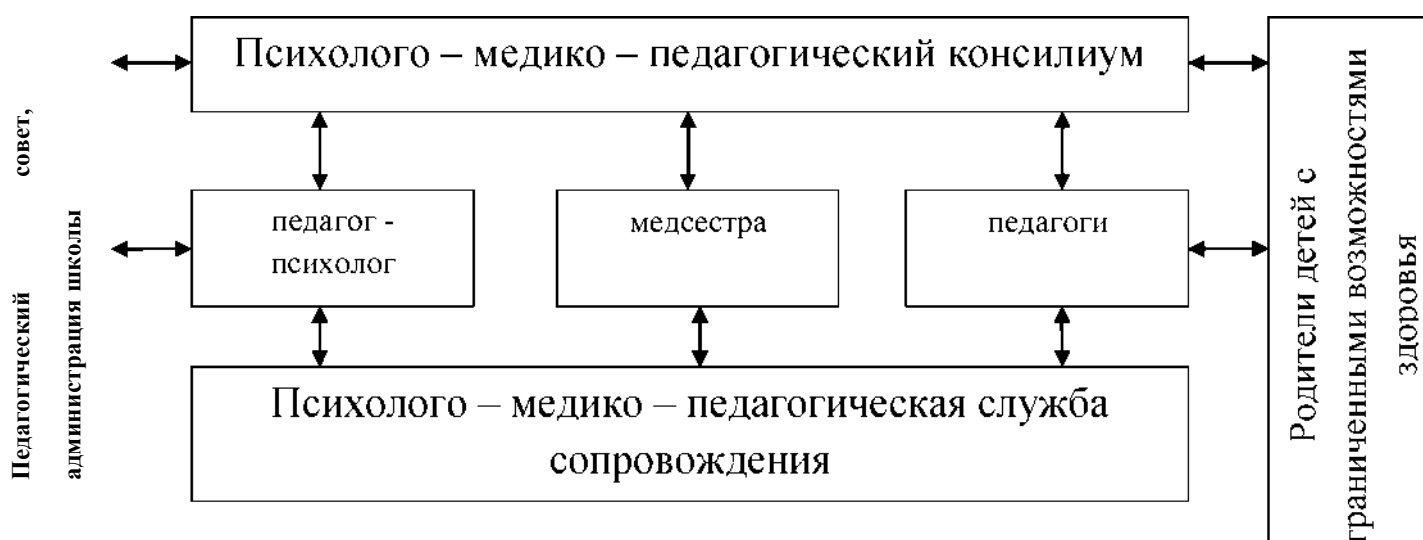 Психолого – медико – педагогический консилиум
Педагогический совет,
администрация школы
педагог -
психолог
медсестра
педагоги
Психолого – медико – педагогическая служба
сопровождения
Родители детей с
граниченными возможностями
здоровья